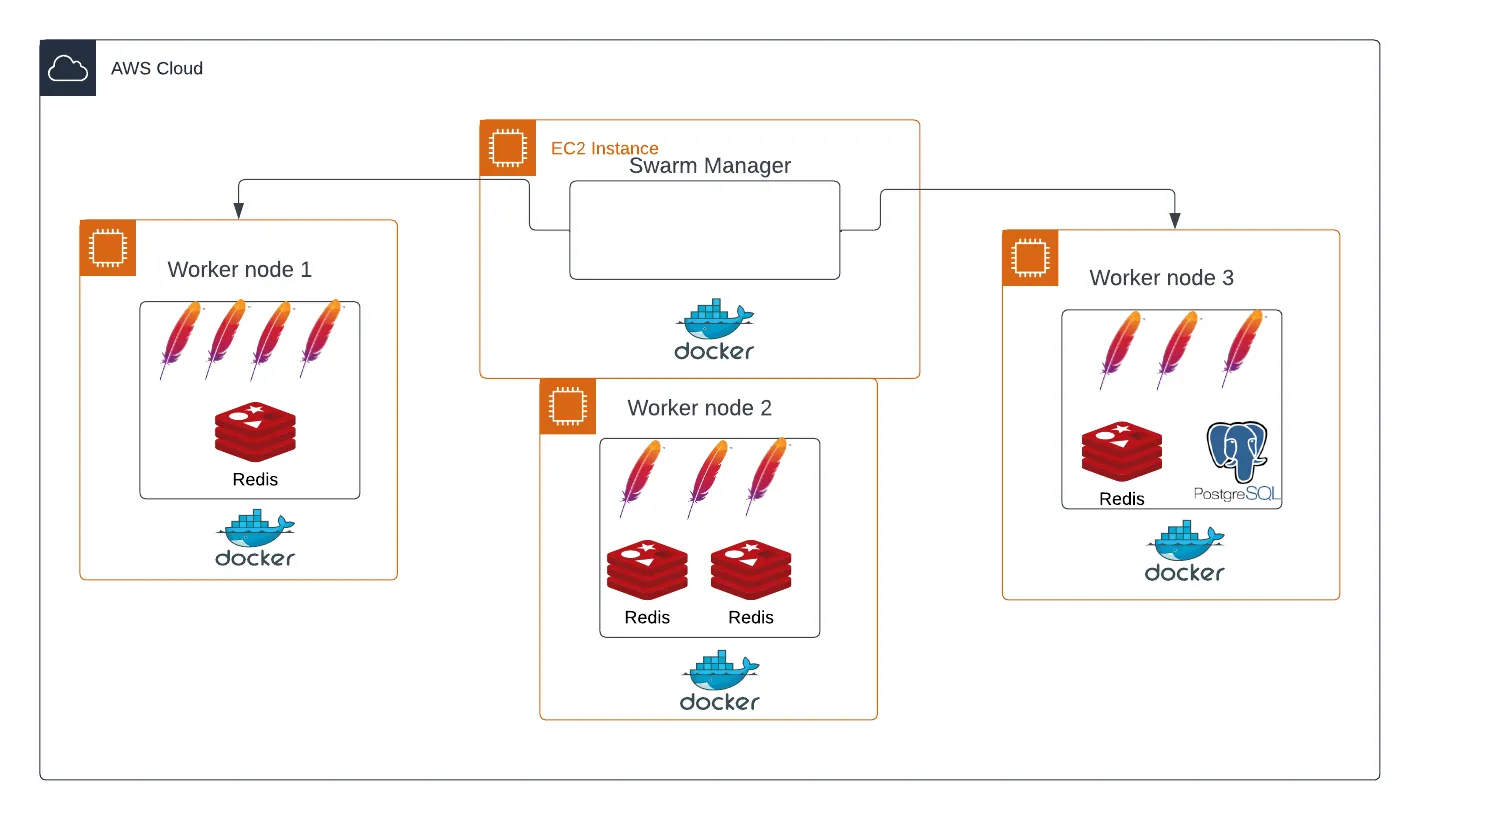 AWS Cloud
EC2 Instance
Swarm Manager
docker
Worker node 1
Redis
docker
Worker node 2
Redis
Redis
docker
Worker node 3
Redis
PostgreSQL
docker